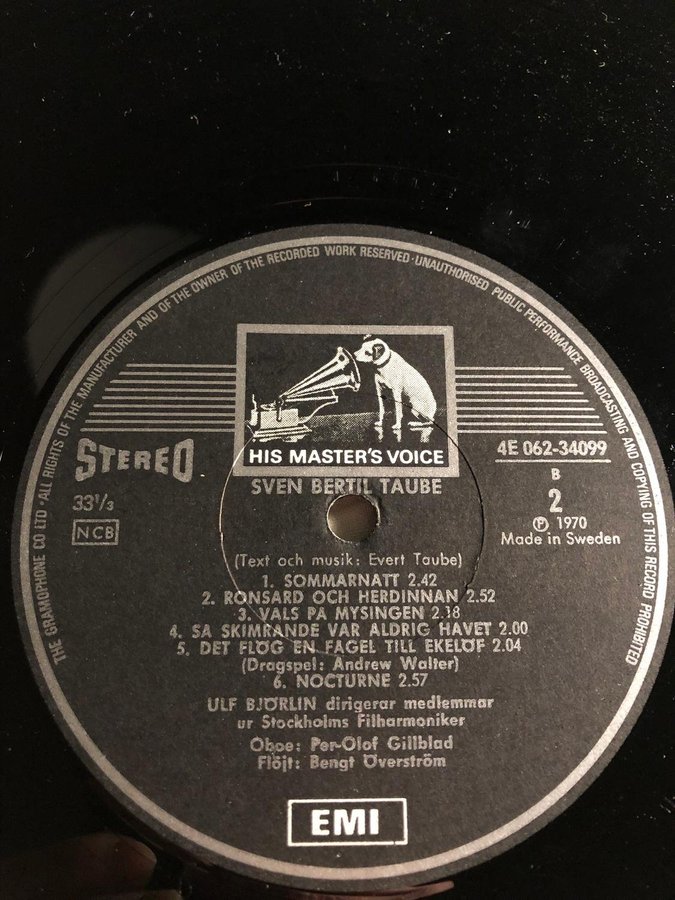 ALL RIGHTS OF THE MANUFACTURER AND OF THE OWNER OF THE RECORDED WORK RESERVED · UNAUTHORISED PUBLIC PERFORMANCE BROADCASTING AND COPYING OF THIS RECORD PROHIBITED
THE GRAMOPHONE CO LTD ·
HIS MASTER'S VOICE
STEREO
33⅓
NCB
4E 062-34099
B
2
℗ 1970
Made in Sweden
SVEN BERTIL TAUBE
(Text och musik: Evert Taube)
1. SOMMARNATT 2.42
2. RONSARD OCH HERDINNAN 2.52
3. VALS PÅ MYSINGEN 2.18
4. SÅ SKIMRANDE VAR ALDRIG HAVET 2.00
5. DET FLÖG EN FÅGEL TILL EKELÖF 2.04
(Dragspel: Andrew Walter)
6. NOCTURNE 2.57
ULF BJÖRLIN dirigerar medlemmar
ur Stockholms Filharmoniker
Oboe: Per-Olof Gillblad
Flöjt: Bengt Överström
EMI